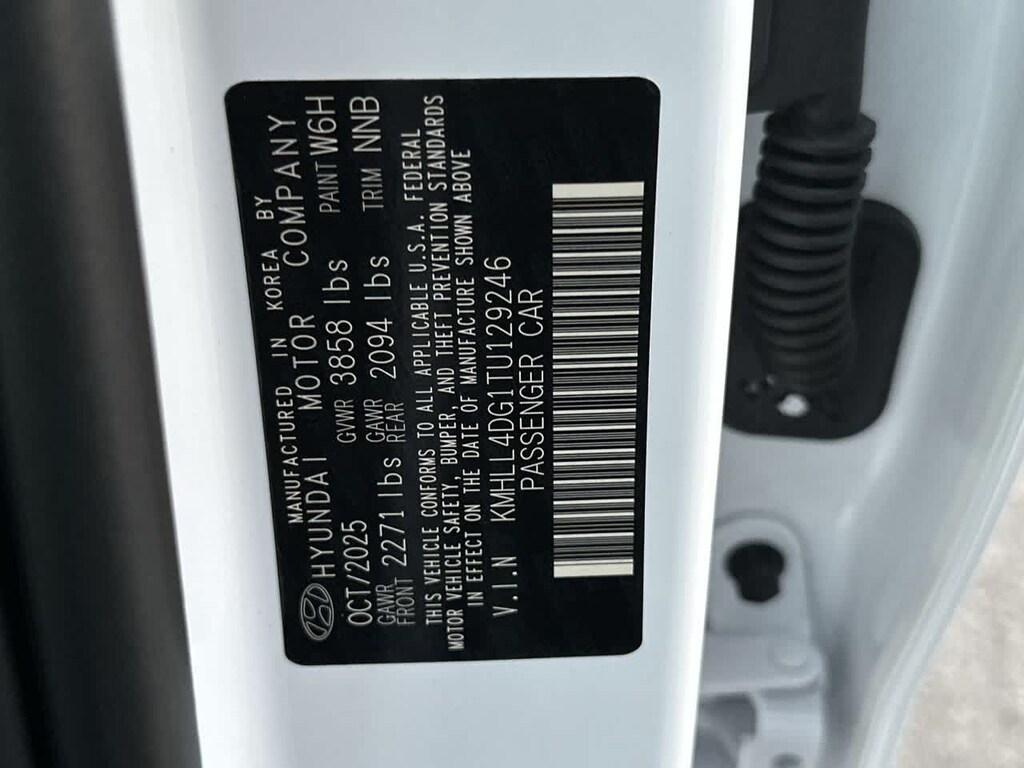 MANUFACTURED IN KOREA BY
HYUNDAI MOTOR COMPANY
OCT/2025 GVWR 3858 lbs PAINT W6H
GAWR FRONT 2271 lbs GAWR REAR 2094 lbs TRIM NNB
THIS VEHICLE CONFORMS TO ALL APPLICABLE U.S.A. FEDERAL
MOTOR VEHICLE SAFETY, BUMPER, AND THEFT PREVENTION STANDARDS
IN EFFECT ON THE DATE OF MANUFACTURE SHOWN ABOVE
V.I.N KMHLL4DG1TU129246
PASSENGER CAR